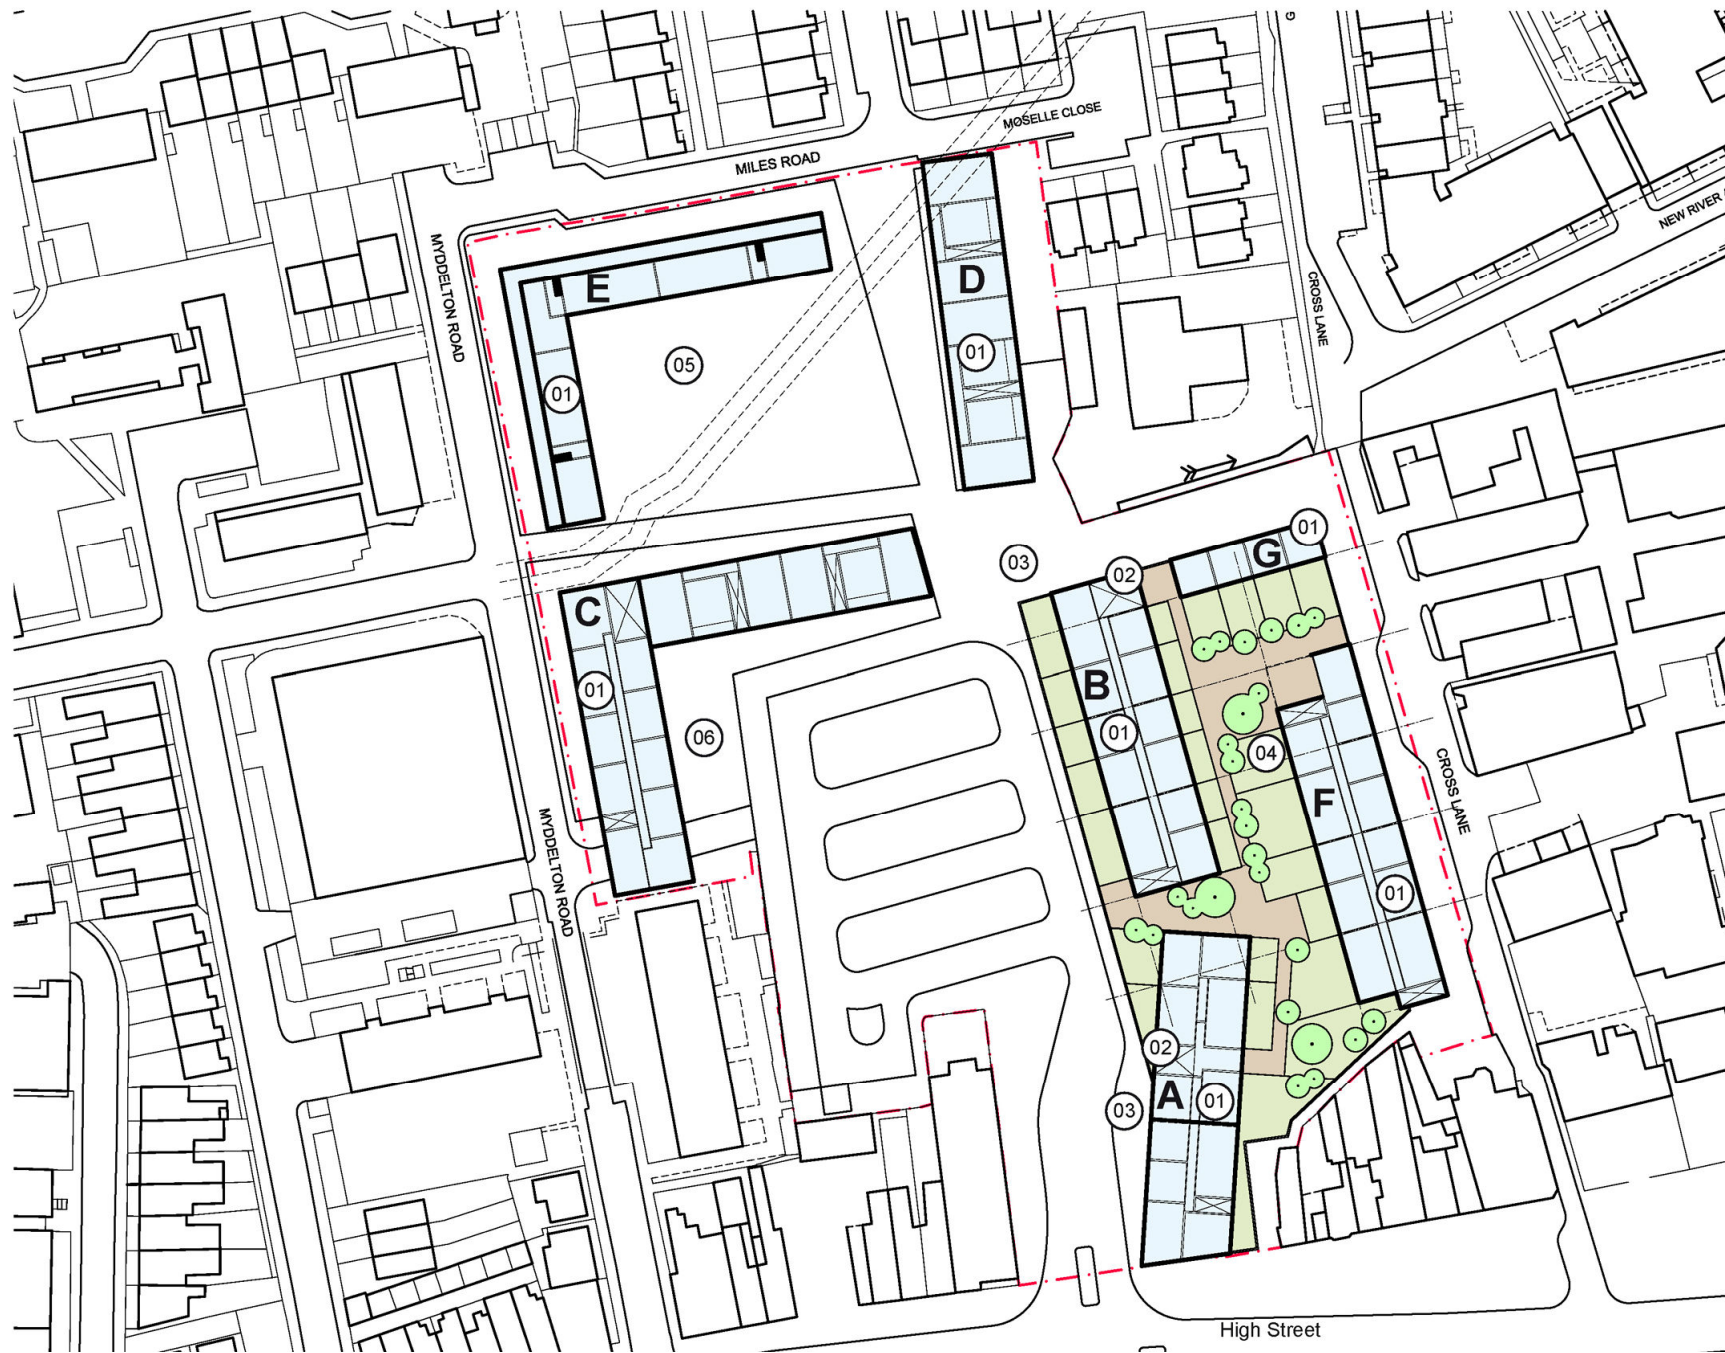 G
MOSELLE CLOSE
MILES ROAD
NEW RIVER
MYDDELTON ROAD
CROSS LANE
E
D
01
05
01
01
03
02
G
C
B
01
01
06
04
F
CROSS LANE
MYDDELTON ROAD
01
02
A
01
03
High Street